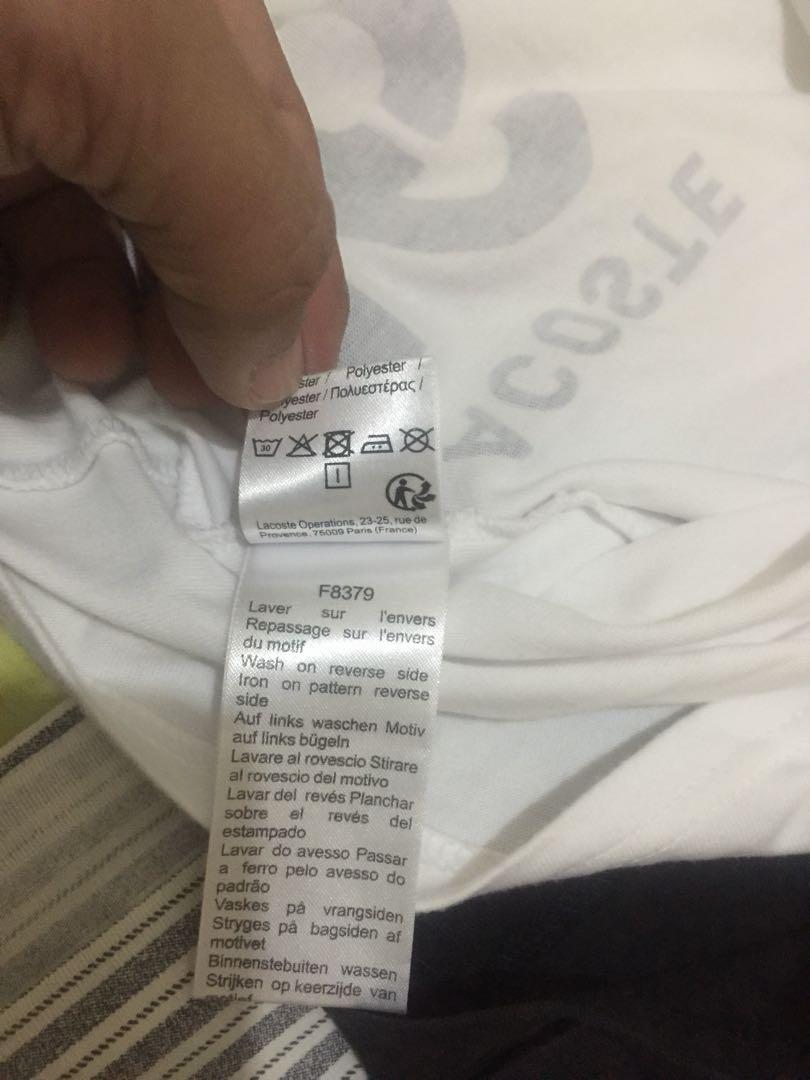 LACOSTE
Polyester /
/ Πολυεστέρας /
Polyester
30
Lacoste Operations, 23-25, rue de
Provence, 75009 Paris (France)
F8379
Laver sur l'envers
Repassage sur l'envers
du motif
Wash on reverse side
Iron on pattern reverse
side
Auf links waschen Motiv
auf links bügeln
Lavare al rovescio Stirare
al rovescio del motivo
Lavar del revés Planchar
sobre el revés del
estampado
Lavar do avesso Passar
a ferro pelo avesso do
padrão
Vaskes på vrangsiden
Stryges på bagsiden af
motivet
Binnenstebuiten wassen
Strijken op keerzijde van